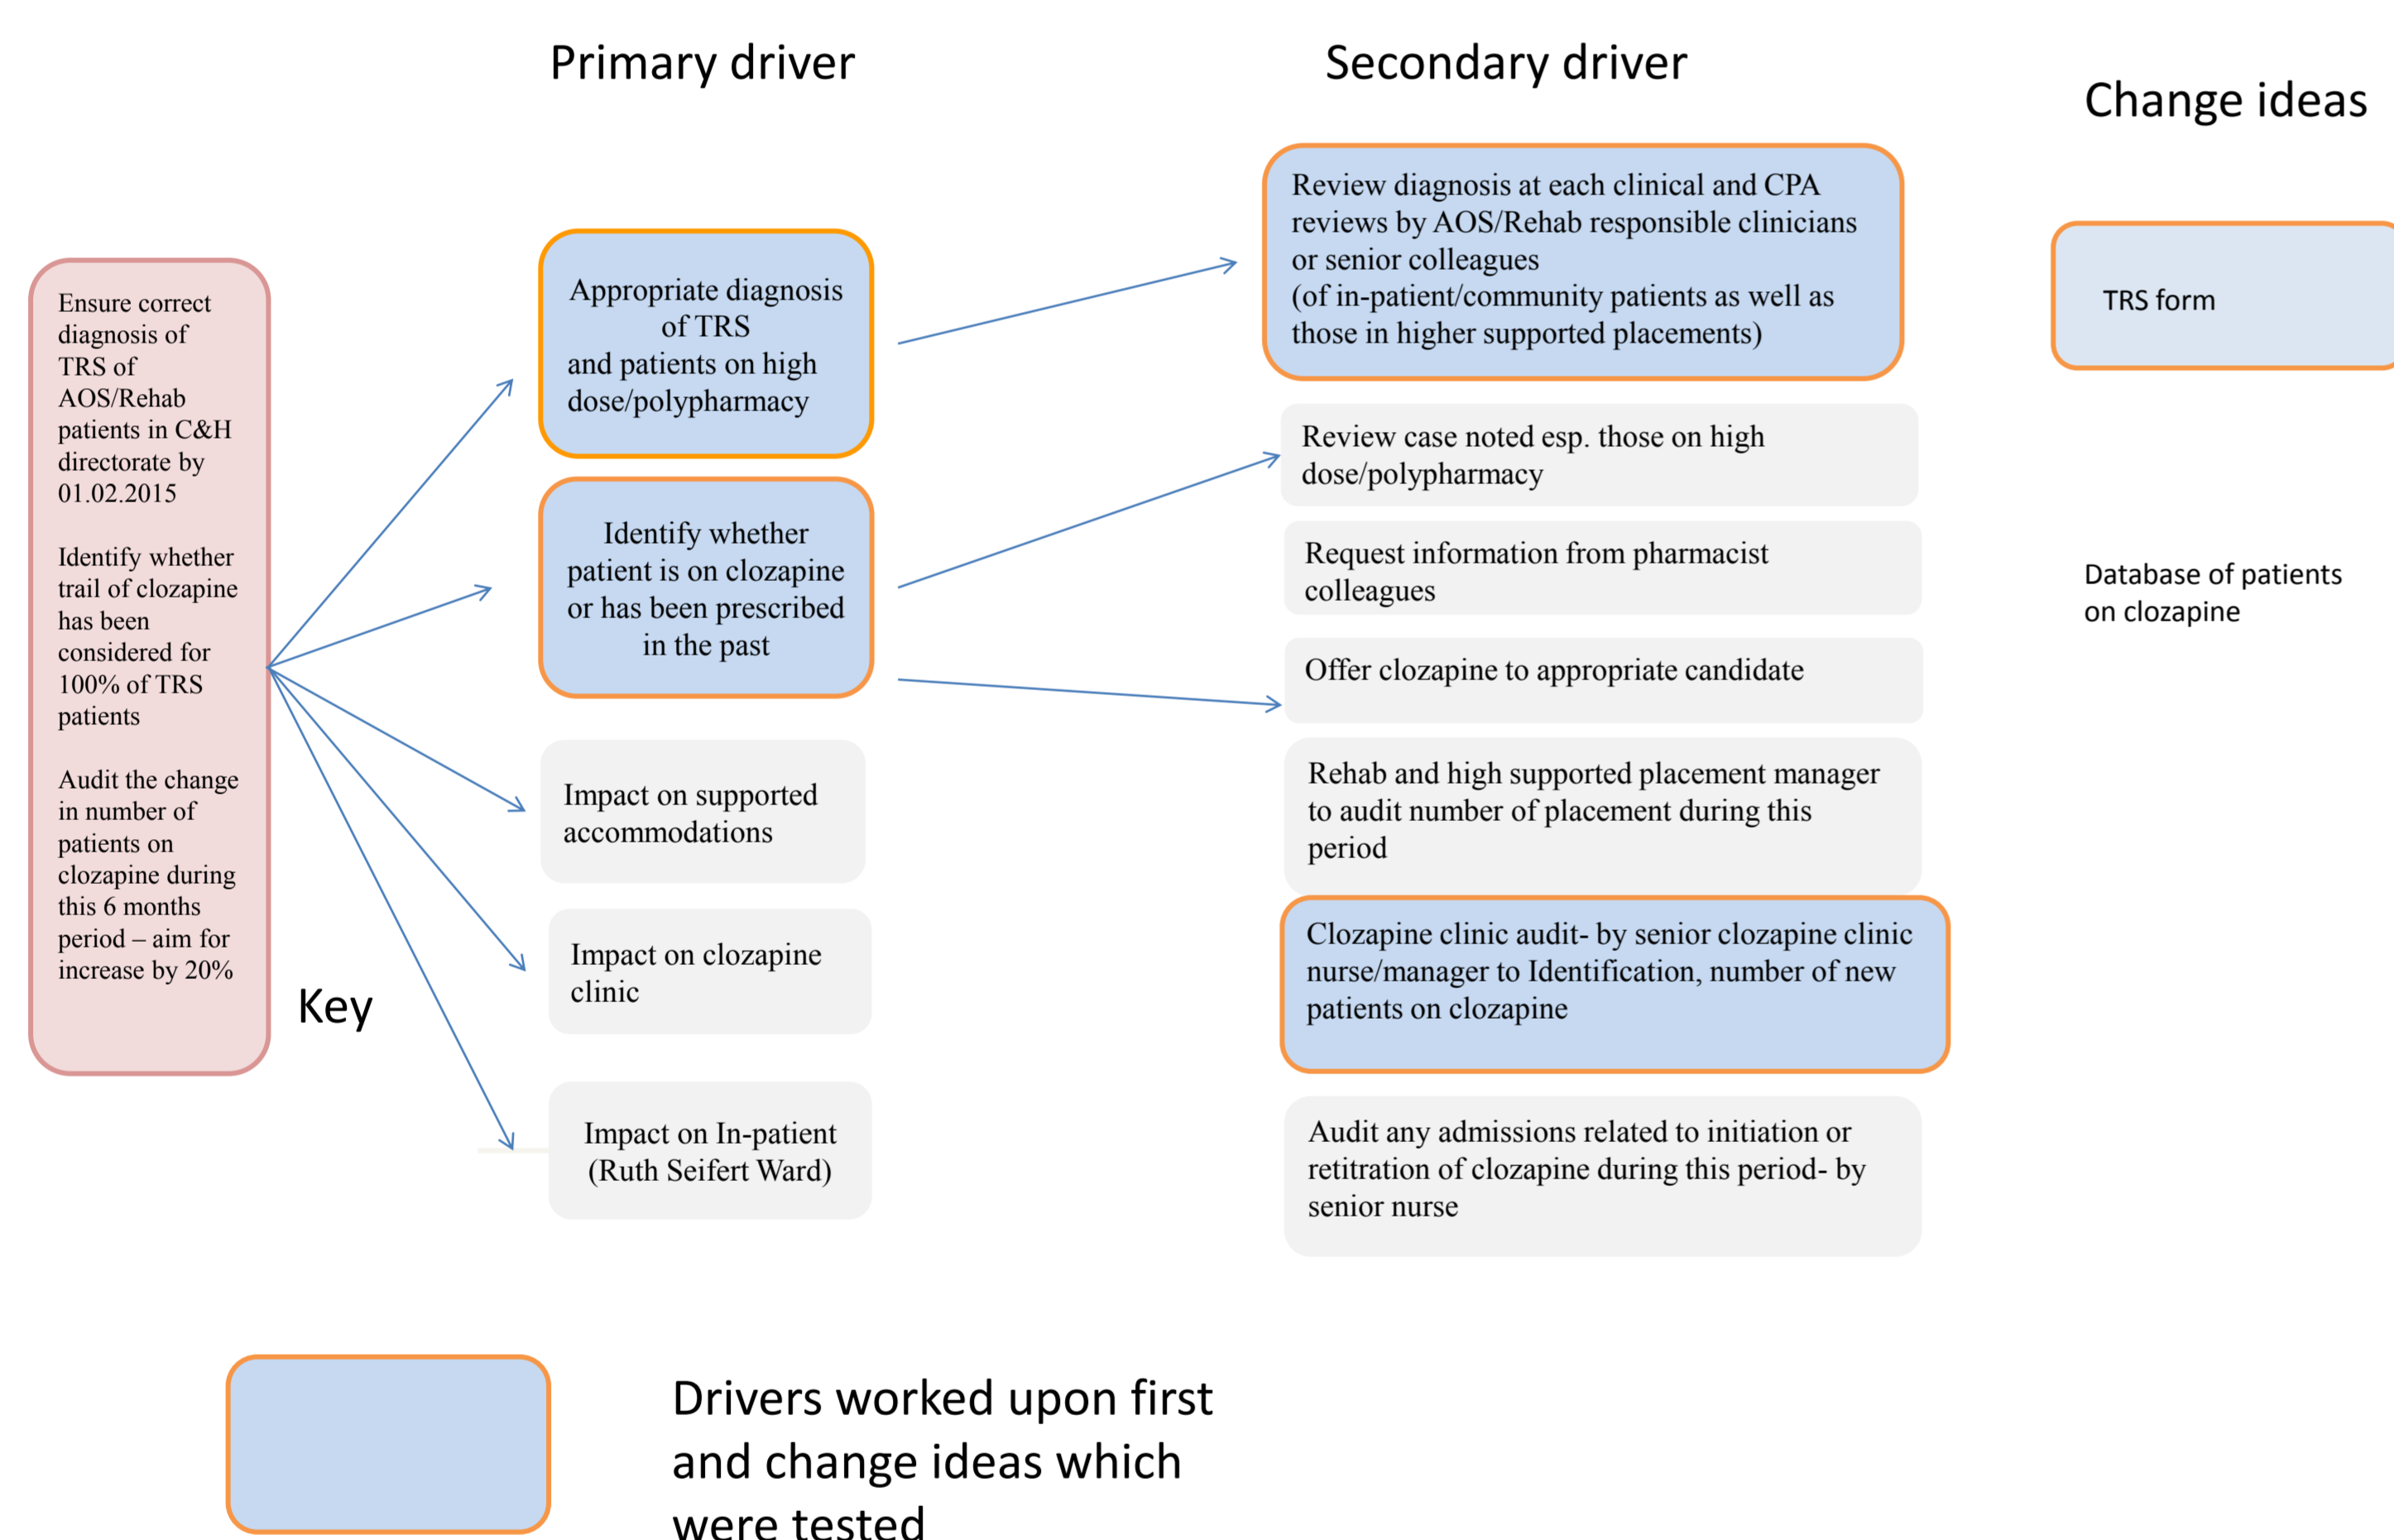 Primary driver
Secondary driver
Change ideas
Ensure correct
diagnosis of
TRS of
AOS/Rehab
patients in C&H
directorate by
01.02.2015
Identify whether
trail of clozapine
has been
considered for
100% of TRS
patients
Audit the change
in number of
patients on
clozapine during
this 6 months
period – aim for
increase by 20%
Appropriate diagnosis
of TRS
and patients on high
dose/polypharmacy
Identify whether
patient is on clozapine
or has been prescribed
in the past
Impact on supported
accommodations
Impact on clozapine
clinic
Impact on In-patient
(Ruth Seifert Ward)
Review diagnosis at each clinical and CPA
reviews by AOS/Rehab responsible clinicians
or senior colleagues
(of in-patient/community patients as well as
those in higher supported placements)
Review case noted esp. those on high
dose/polypharmacy
Request information from pharmacist
colleagues
Offer clozapine to appropriate candidate
Rehab and high supported placement manager
to audit number of placement during this
period
Clozapine clinic audit- by senior clozapine clinic
nurse/manager to Identification, number of new
patients on clozapine
Audit any admissions related to initiation or
retitration of clozapine during this period- by
senior nurse
TRS form
Database of patients
on clozapine
Key
Drivers worked upon first
and change ideas which
were tested